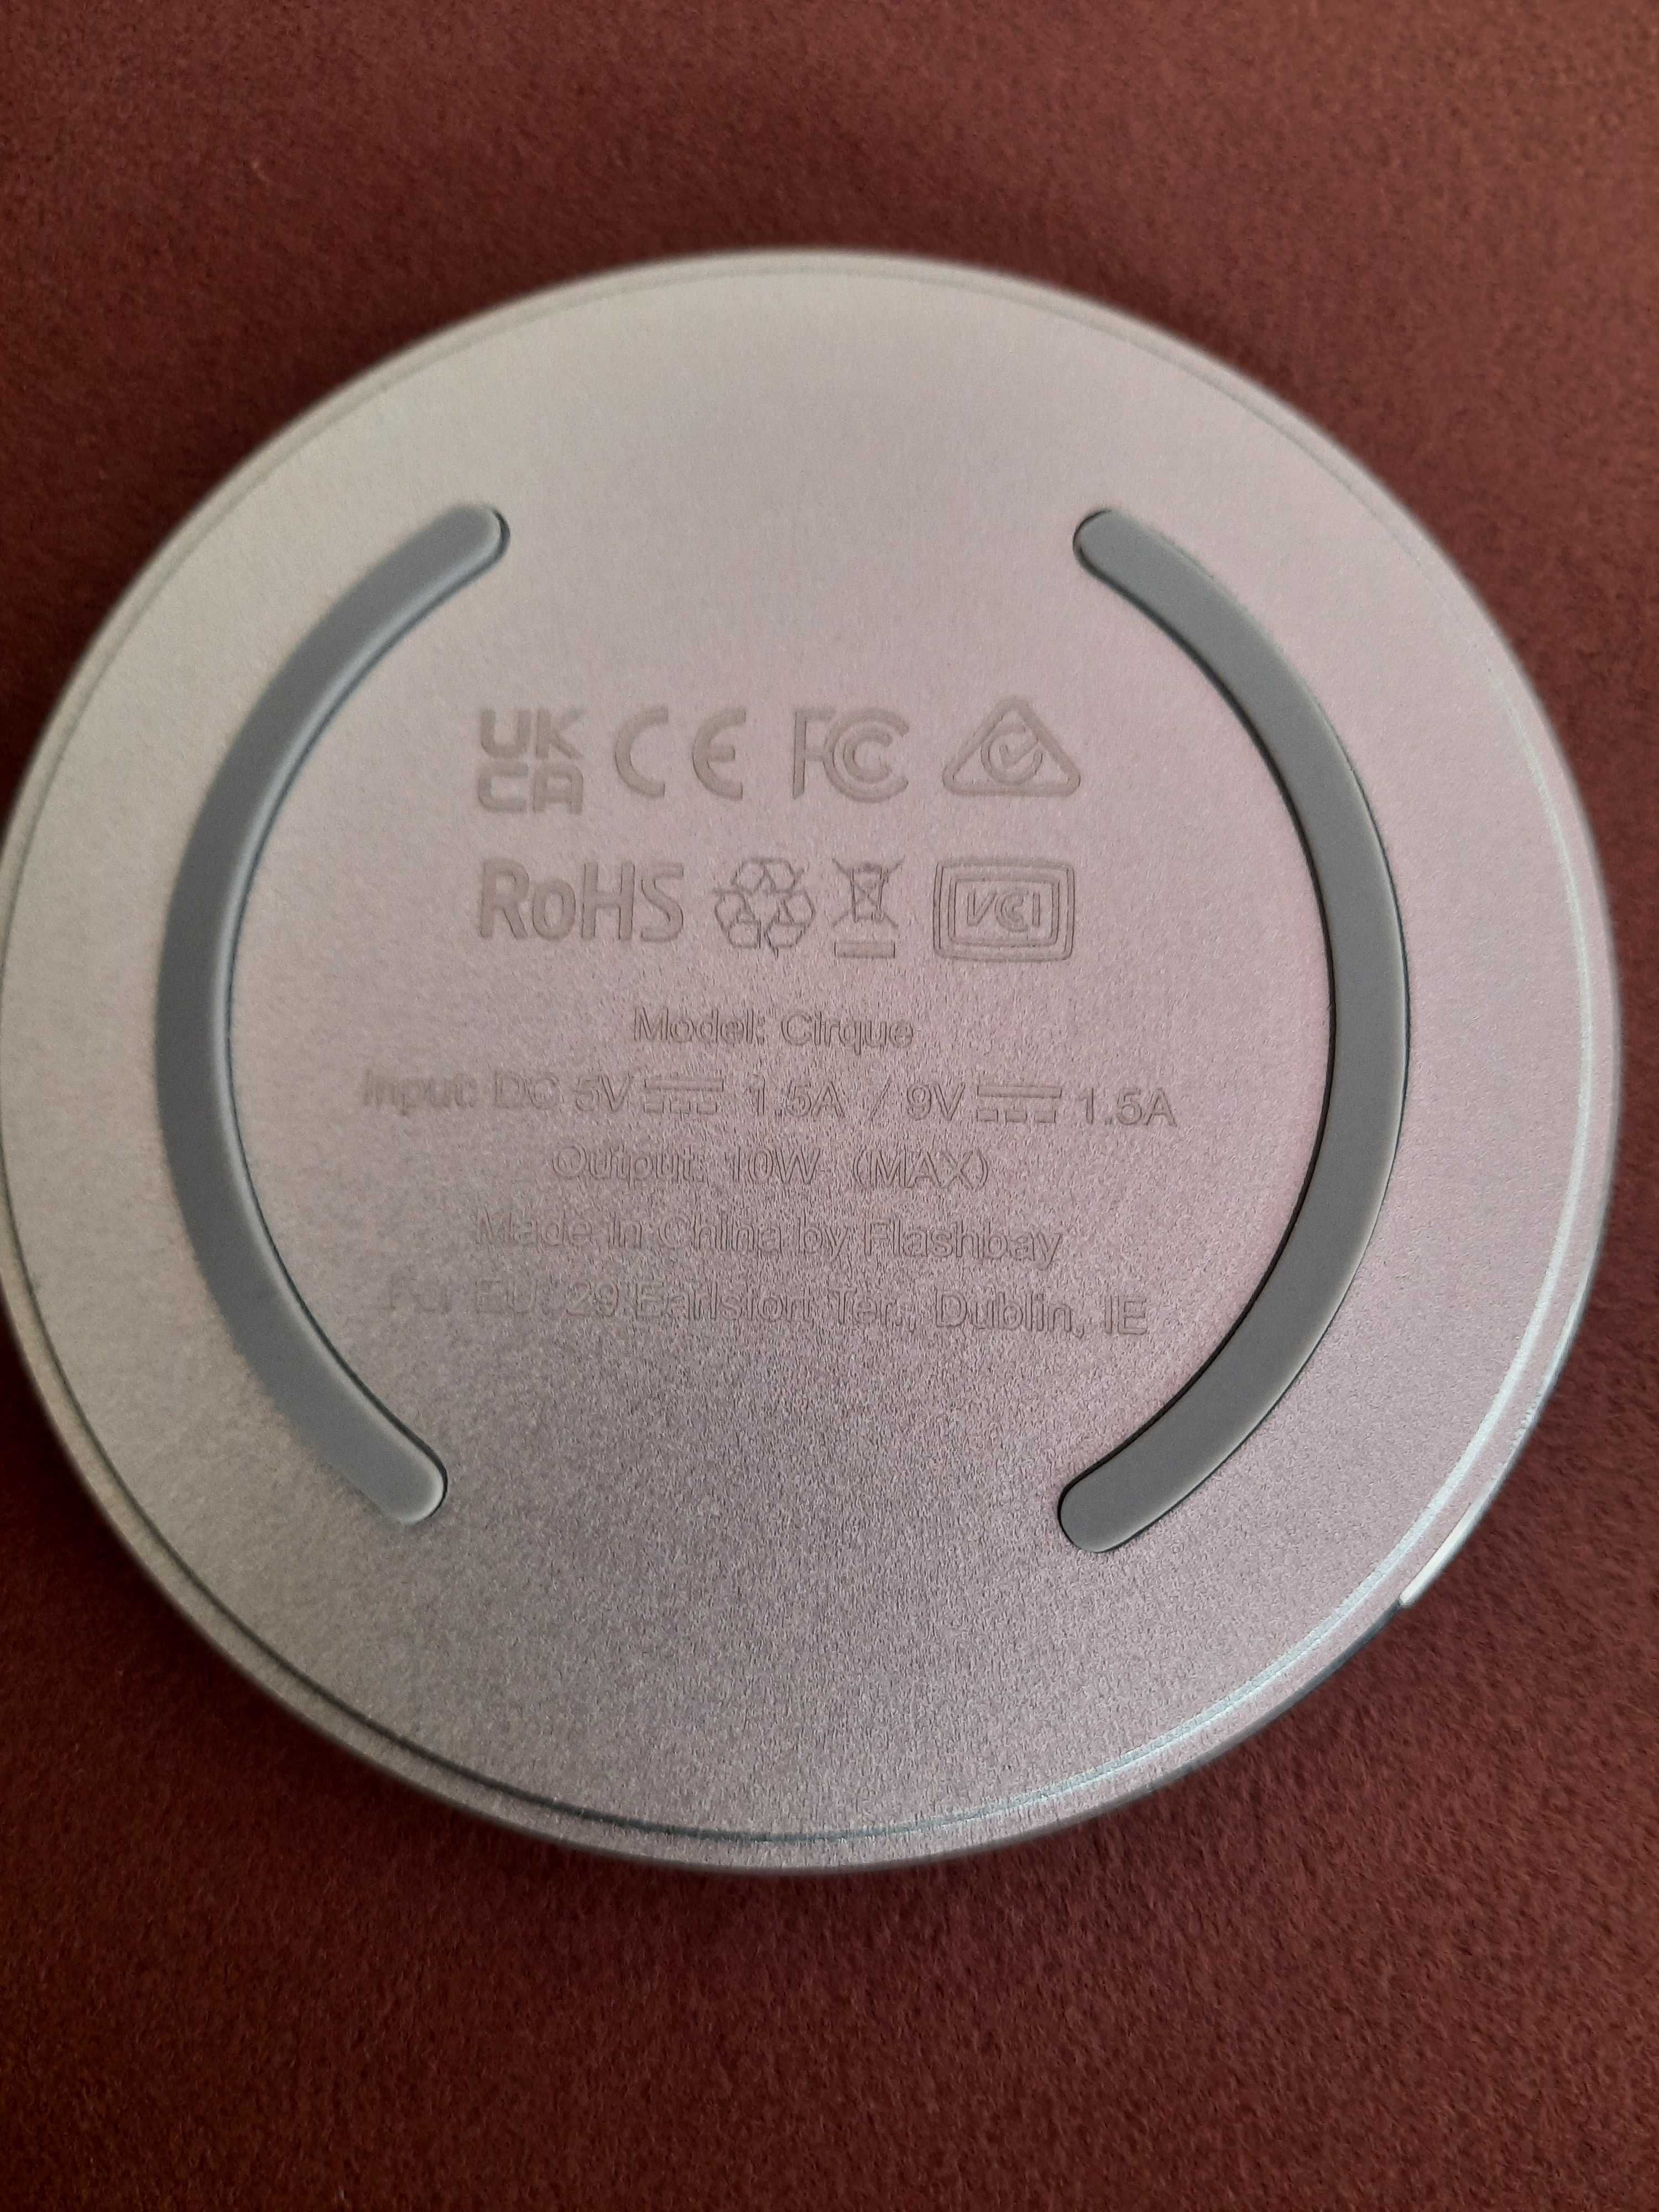 UK CE FC
CA
RoHS VCI
Model: Cirque
Input: DC 5V 1.5A / 9V 1.5A
Output: 10W (MAX)
Made in China by Flashbay
For EU: 29 Earlsfort Ter., Dublin, IE